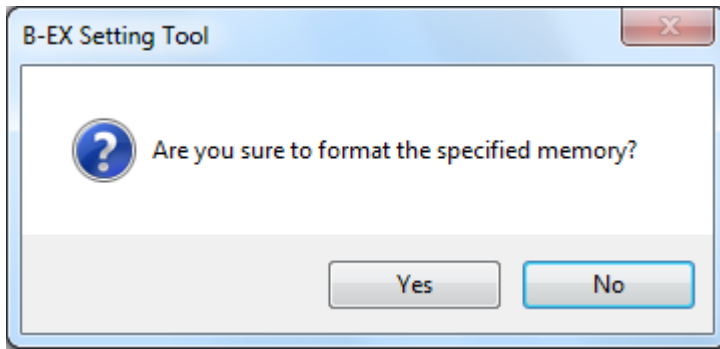 B-EX Setting Tool
Are you sure to format the specified memory?
Yes No